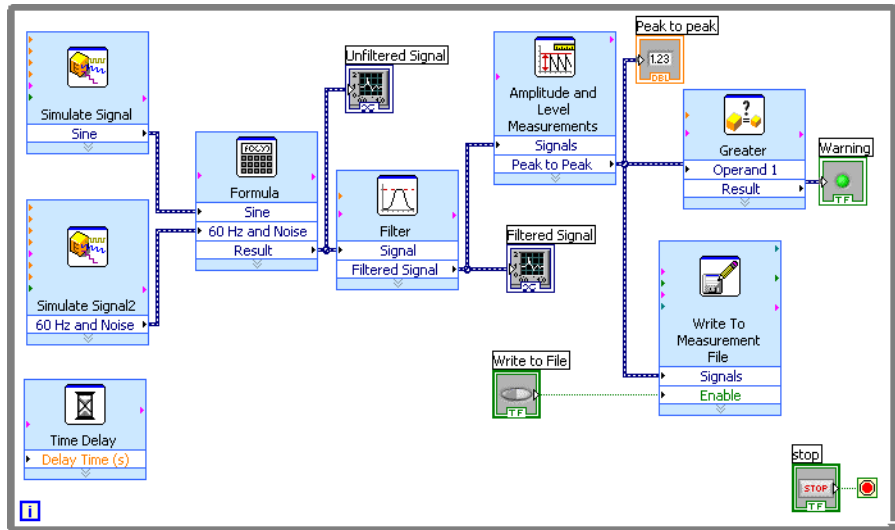 Simulate Signal
Sine
Simulate Signal2
60 Hz and Noise
Time Delay
Delay Time (s)
i
f(x,y)
Formula
Sine
60 Hz and Noise
Result
Unfiltered Signal
Filter
Signal
Filtered Signal
Amplitude and
Level
Measurements
Signals
Peak to Peak
Filtered Signal
Peak to peak
1.23
DBL
?
Greater
Operand 1
Result
Warning
TF
Write To
Measurement
File
Signals
Enable
Write to File
TF
stop
STOP
TF